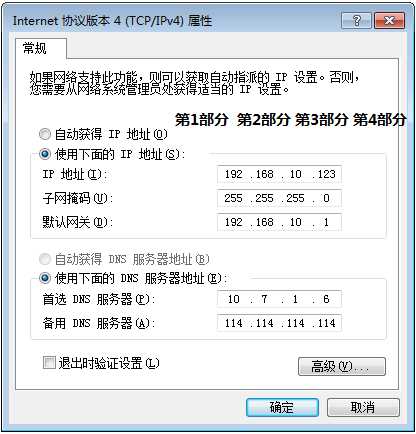 Internet 协议版本 4 (TCP/IPv4) 属性
常规
如果网络支持此功能，则可以获取自动指派的 IP 设置。否则，
您需要从网络系统管理员处获得适当的 IP 设置。
第1部分 第2部分 第3部分 第4部分
自动获得 IP 地址(O)
使用下面的 IP 地址(S):
IP 地址(I): 192 .168 . 10 .123
子网掩码(U): 255 .255 .255 . 0
默认网关(D): 192 .168 . 10 . 1
自动获得 DNS 服务器地址(B)
使用下面的 DNS 服务器地址(E):
首选 DNS 服务器(P): 10 . 7 . 1 . 6
备用 DNS 服务器(A): 114 .114 .114 .114
退出时验证设置(L)
高级(V)...
确定 取消